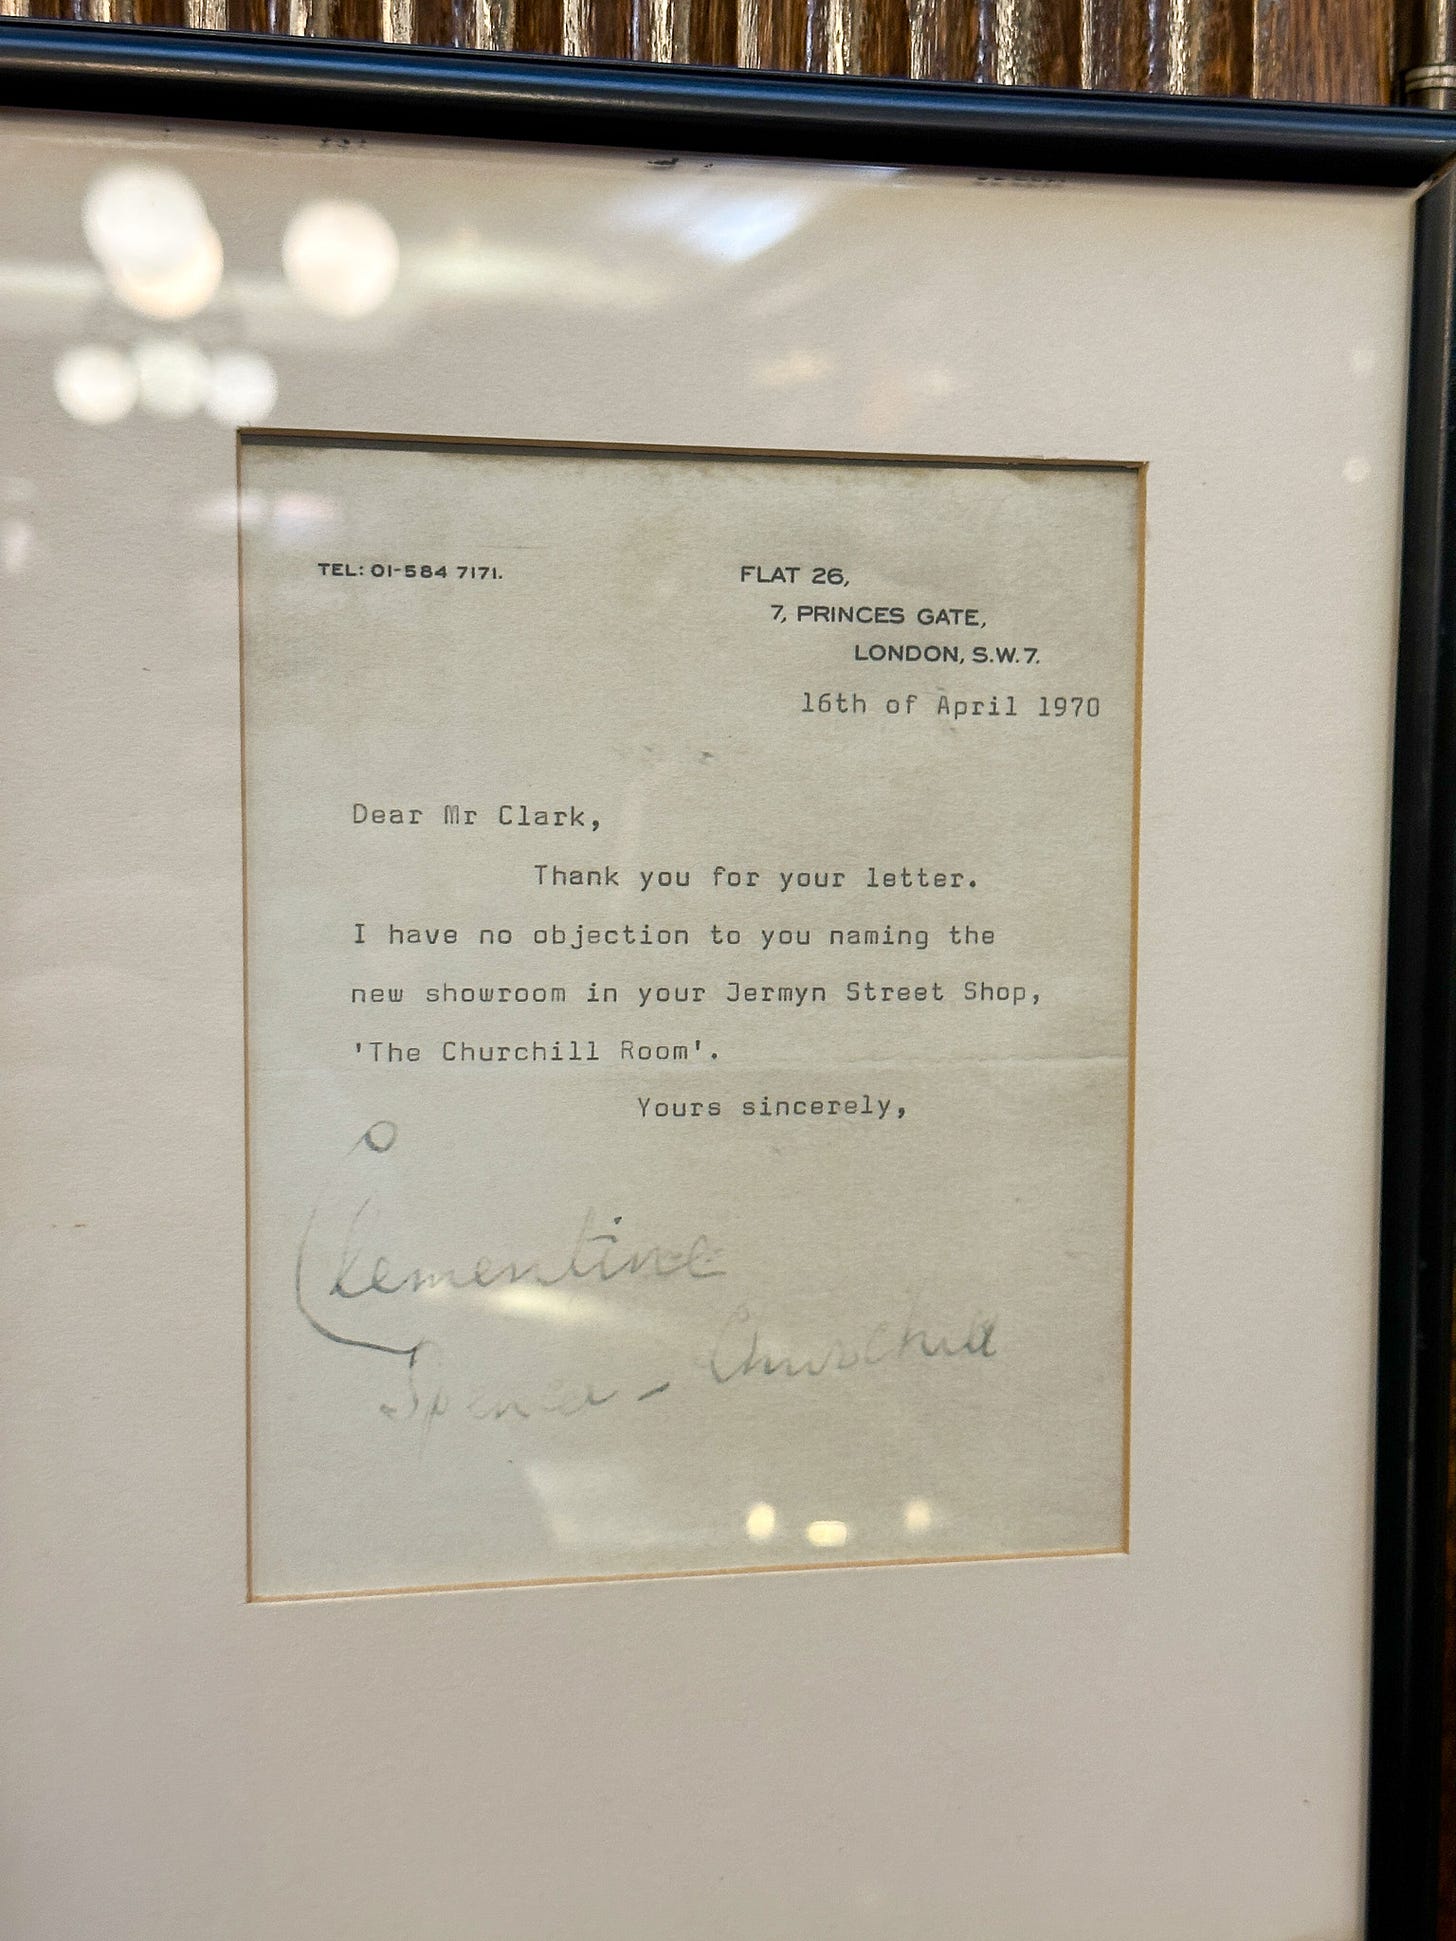 TEL: 01-584 7171.
FLAT 26,
7, PRINCES GATE,
LONDON, S.W.7.
16th of April 1970
Dear Mr Clark,
Thank you for your letter.
I have no objection to you naming the
new showroom in your Jermyn Street Shop,
'The Churchill Room'.
Yours sincerely,
Clementine
Spencer-Churchill